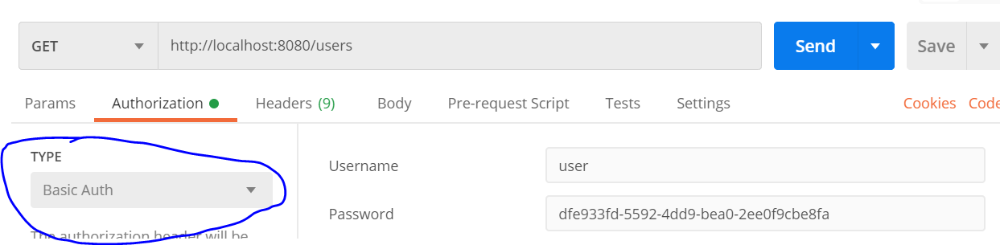 GET http://localhost:8080/users Send Save
Params Authorization Headers (9) Body Pre-request Script Tests Settings Cookies Code
TYPE
Basic Auth
The authorization header will be
Username user
Password dfe933fd-5592-4dd9-bea0-2ee0f9cbe8fa